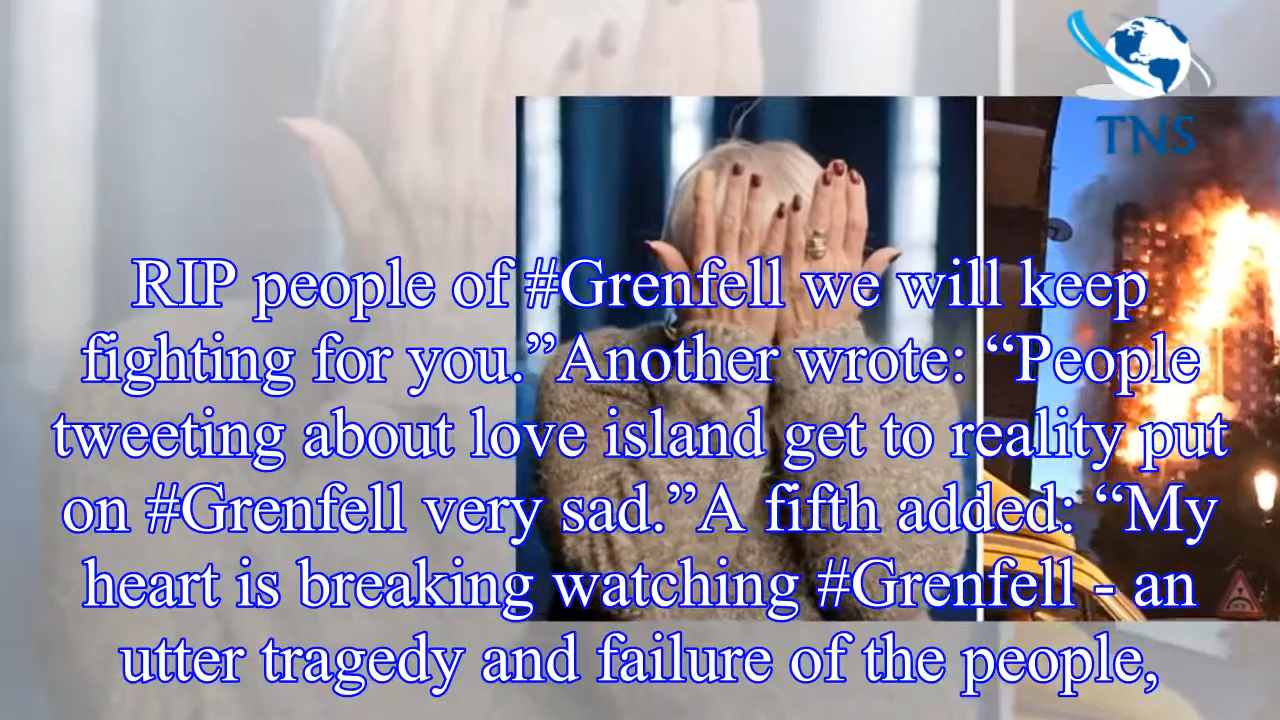 TNS
RIP people of #Grenfell we will keep
fighting for you.”Another wrote: “People
tweeting about love island get to reality put
on #Grenfell very sad.”A fifth added: “My
heart is breaking watching #Grenfell - an
utter tragedy and failure of the people,